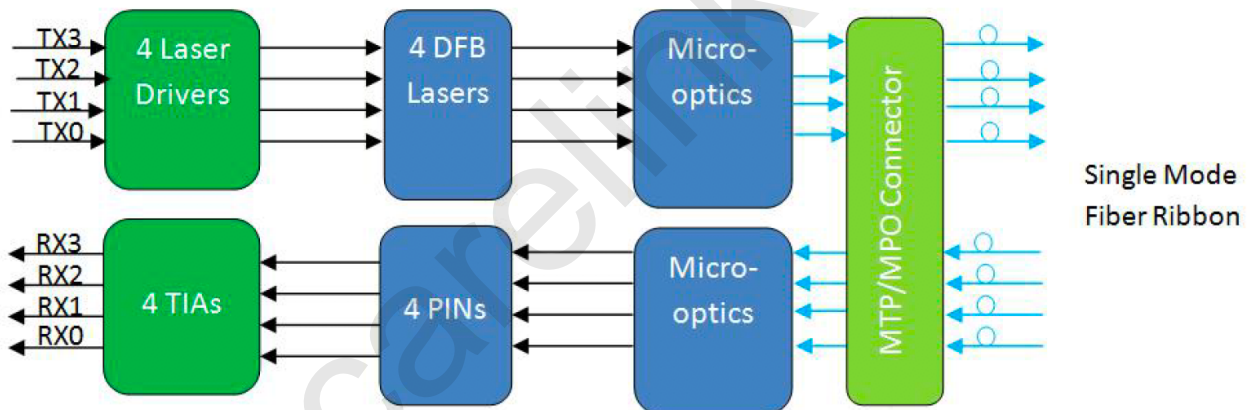 TX3
TX2
TX1
TX0
4 Laser
Drivers
4 DFB
Lasers
Micro-
optics
MTP/MPO Connector
Single Mode
Fiber Ribbon
RX3
RX2
RX1
RX0
4 TIAs
4 PINs
Micro-
optics
carelink